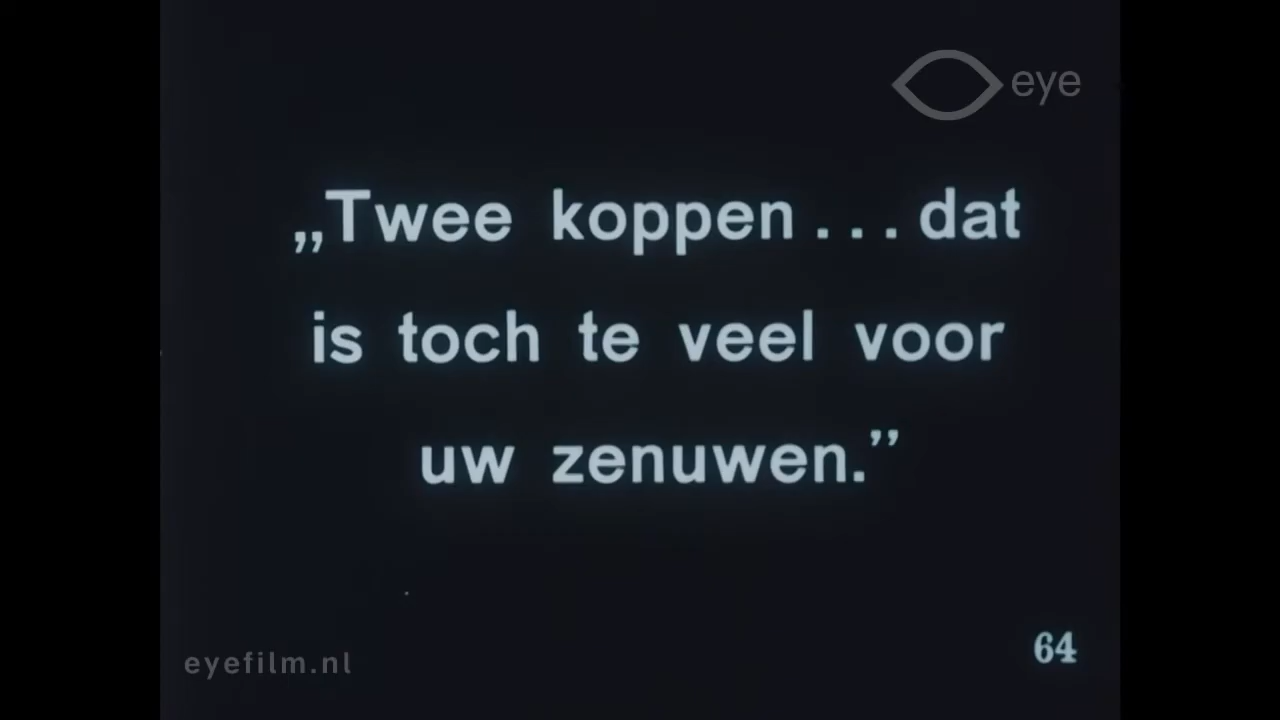 eye
„Twee koppen... dat
is toch te veel voor
uw zenuwen.”
64
eyefilm.nl